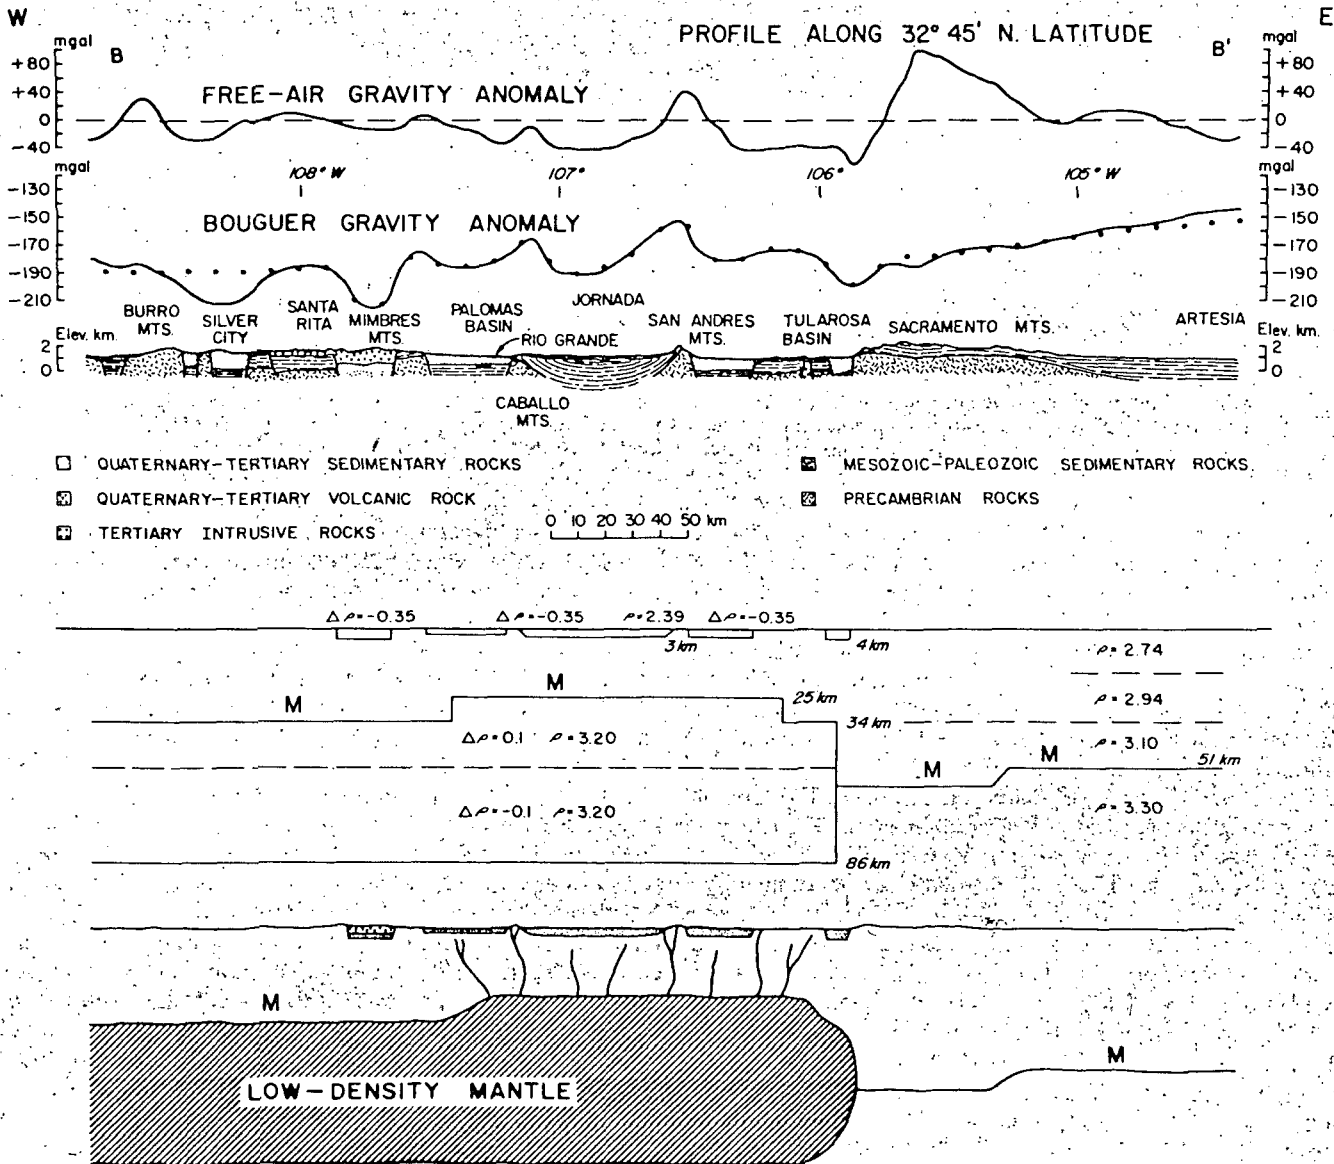 W E
PROFILE ALONG 32° 45' N. LATITUDE
mgal B B' mgal
+80 +80
+40 FREE-AIR GRAVITY ANOMALY +40
0 0
-40 -40
mgal 108° W 107° 106° 105° W mgal
-130 -130
-150 BOUGUER GRAVITY ANOMALY -150
-170 -170
-190 -190
-210 -210
BURRO MTS.
SILVER CITY
SANTA RITA
MIMBRES MTS.
PALOMAS BASIN
RIO GRANDE
JORNADA
SAN ANDRES MTS.
TULAROSA BASIN
SACRAMENTO MTS.
ARTESIA
Elev. km. Elev. km.
2 2
0 0
CABALLO MTS.
QUATERNARY-TERTIARY SEDIMENTARY ROCKS
MESOZOIC-PALEOZOIC SEDIMENTARY ROCKS
QUATERNARY-TERTIARY VOLCANIC ROCK
PRECAMBRIAN ROCKS
TERTIARY INTRUSIVE ROCKS
0 10 20 30 40 50 km
Δρ=-0.35 Δρ=-0.35 ρ=2.39 Δρ=-0.35
3 km 4 km ρ=2.74
M M 25 km ρ=2.94
34 km
Δρ=0.1 ρ=3.20 ρ=3.10
M M 51 km
Δρ=-0.1 ρ=3.20 ρ=3.30
86 km
M
M
LOW-DENSITY MANTLE